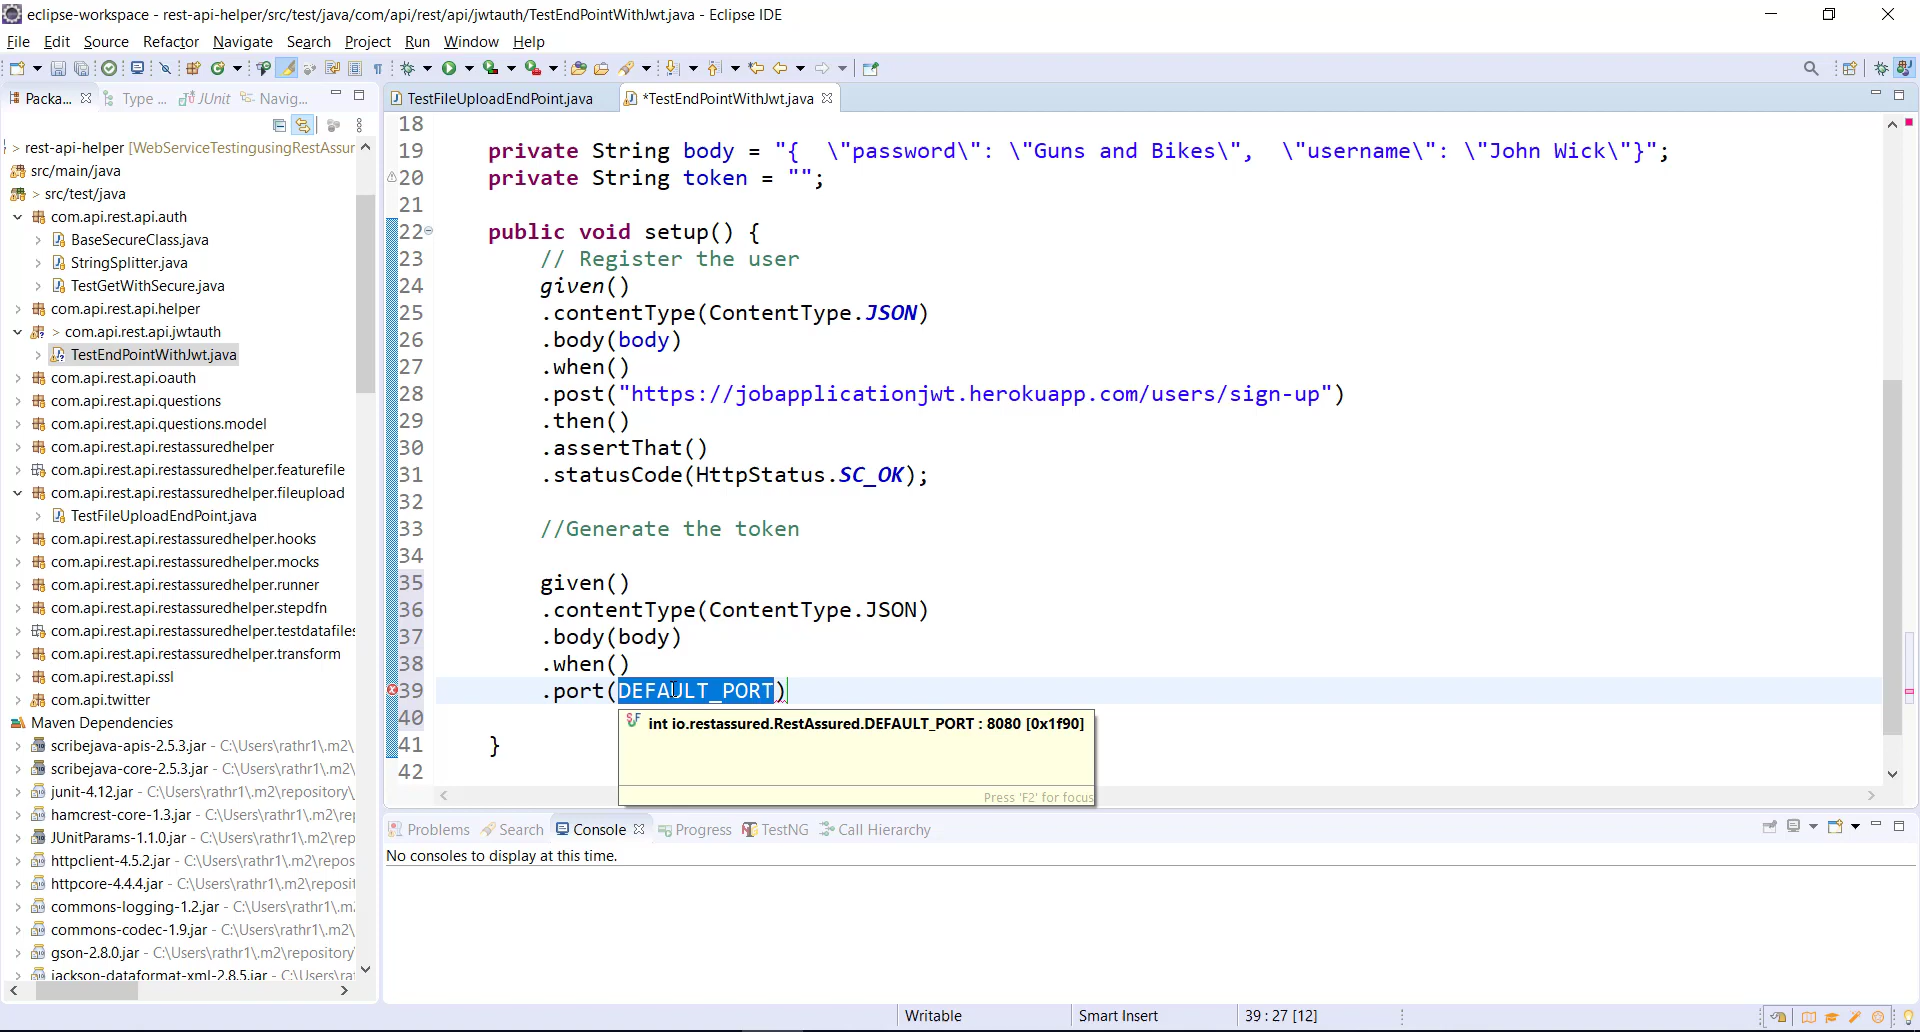 eclipse-workspace - rest-api-helper/src/test/java/com/api/rest/api/jwtauth/TestEndPointWithJwt.java - Eclipse IDE
File Edit Source Refactor Navigate Search Project Run Window Help
Packa... Type ... JUnit Navig...
TestFileUploadEndPoint.java *TestEndPointWithJwt.java
> rest-api-helper [WebServiceTestingusingRestAssur
src/main/java
> src/test/java
com.api.rest.api.auth
BaseSecureClass.java
StringSplitter.java
TestGetWithSecure.java
com.api.rest.api.helper
> com.api.rest.api.jwtauth
TestEndPointWithJwt.java
com.api.rest.api.oauth
com.api.rest.api.questions
com.api.rest.api.questions.model
com.api.rest.api.restassuredhelper
com.api.rest.api.restassuredhelper.featurefile
com.api.rest.api.restassuredhelper.fileupload
TestFileUploadEndPoint.java
com.api.rest.api.restassuredhelper.hooks
com.api.rest.api.restassuredhelper.mocks
com.api.rest.api.restassuredhelper.runner
com.api.rest.api.restassuredhelper.stepdfn
com.api.rest.api.restassuredhelper.testdatafiles
com.api.rest.api.restassuredhelper.transform
com.api.rest.api.ssl
com.api.twitter
Maven Dependencies
scribejava-apis-2.5.3.jar - C:\Users\rathr1\.m2\
scribejava-core-2.5.3.jar - C:\Users\rathr1\.m2\
junit-4.12.jar - C:\Users\rathr1\.m2\repository\
hamcrest-core-1.3.jar - C:\Users\rathr1\.m2\re
JUnitParams-1.1.0.jar - C:\Users\rathr1\.m2\rep
httpclient-4.5.2.jar - C:\Users\rathr1\.m2\repos
httpcore-4.4.4.jar - C:\Users\rathr1\.m2\reposit
commons-logging-1.2.jar - C:\Users\rathr1\.m
commons-codec-1.9.jar - C:\Users\rathr1\.m2\
gson-2.8.0.jar - C:\Users\rathr1\.m2\repository
jackson-dataformat-xml-2.8.5.jar - C:\Users\ra
18
19 private String body = "{  \"password\": \"Guns and Bikes\",  \"username\": \"John Wick\"}";
20 private String token = "";
21
22 public void setup() {
23 // Register the user
24 given()
25 .contentType(ContentType.JSON)
26 .body(body)
27 .when()
28 .post("https://jobapplicationjwt.herokuapp.com/users/sign-up")
29 .then()
30 .assertThat()
31 .statusCode(HttpStatus.SC_OK);
32
33 //Generate the token
34
35 given()
36 .contentType(ContentType.JSON)
37 .body(body)
38 .when()
39 .port(DEFAULT_PORT)
40
41 }
42
int io.restassured.RestAssured.DEFAULT_PORT : 8080 [0x1f90]
Press 'F2' for focus
Problems Search Console Progress TestNG Call Hierarchy
No consoles to display at this time.
Writable Smart Insert 39 : 27 [12]